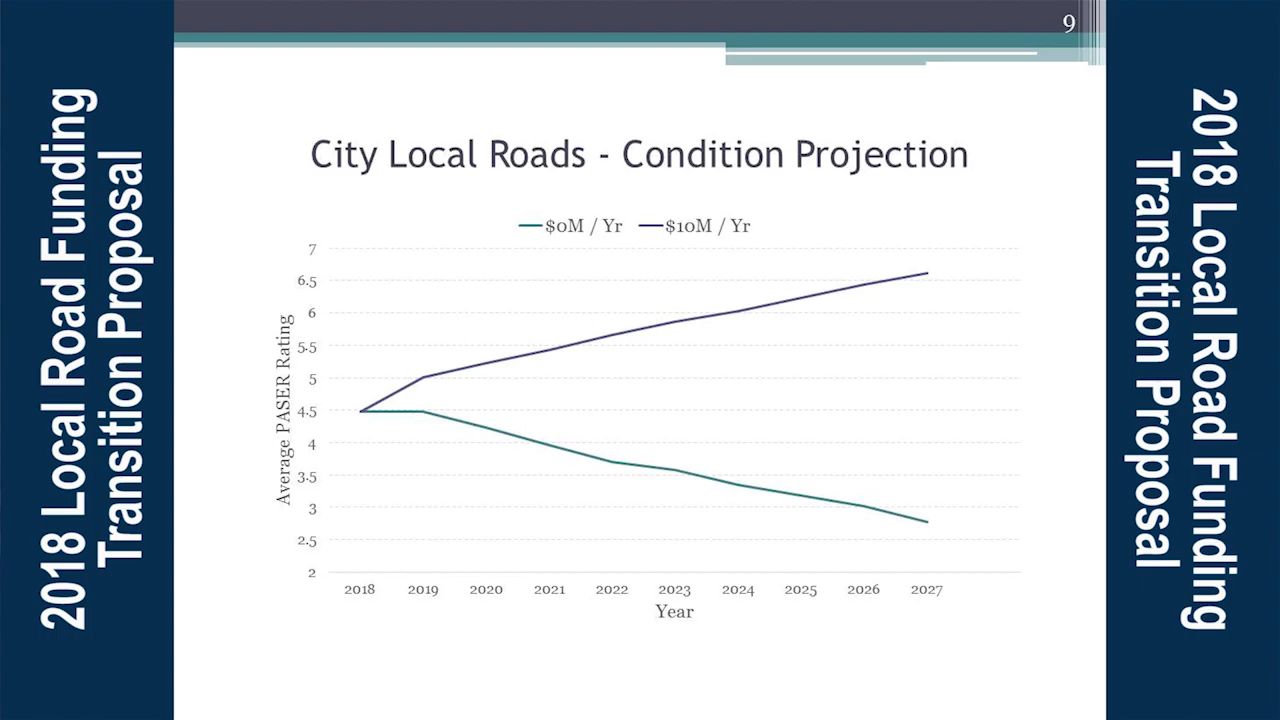 9
2018 Local Road Funding
Transition Proposal
City Local Roads - Condition Projection
$0M / Yr $10M / Yr
Average PASER Rating
7
6.5
6
5.5
5
4.5
4
3.5
3
2.5
2
2018 2019 2020 2021 2022 2023 2024 2025 2026 2027
Year
2018 Local Road Funding
Transition Proposal